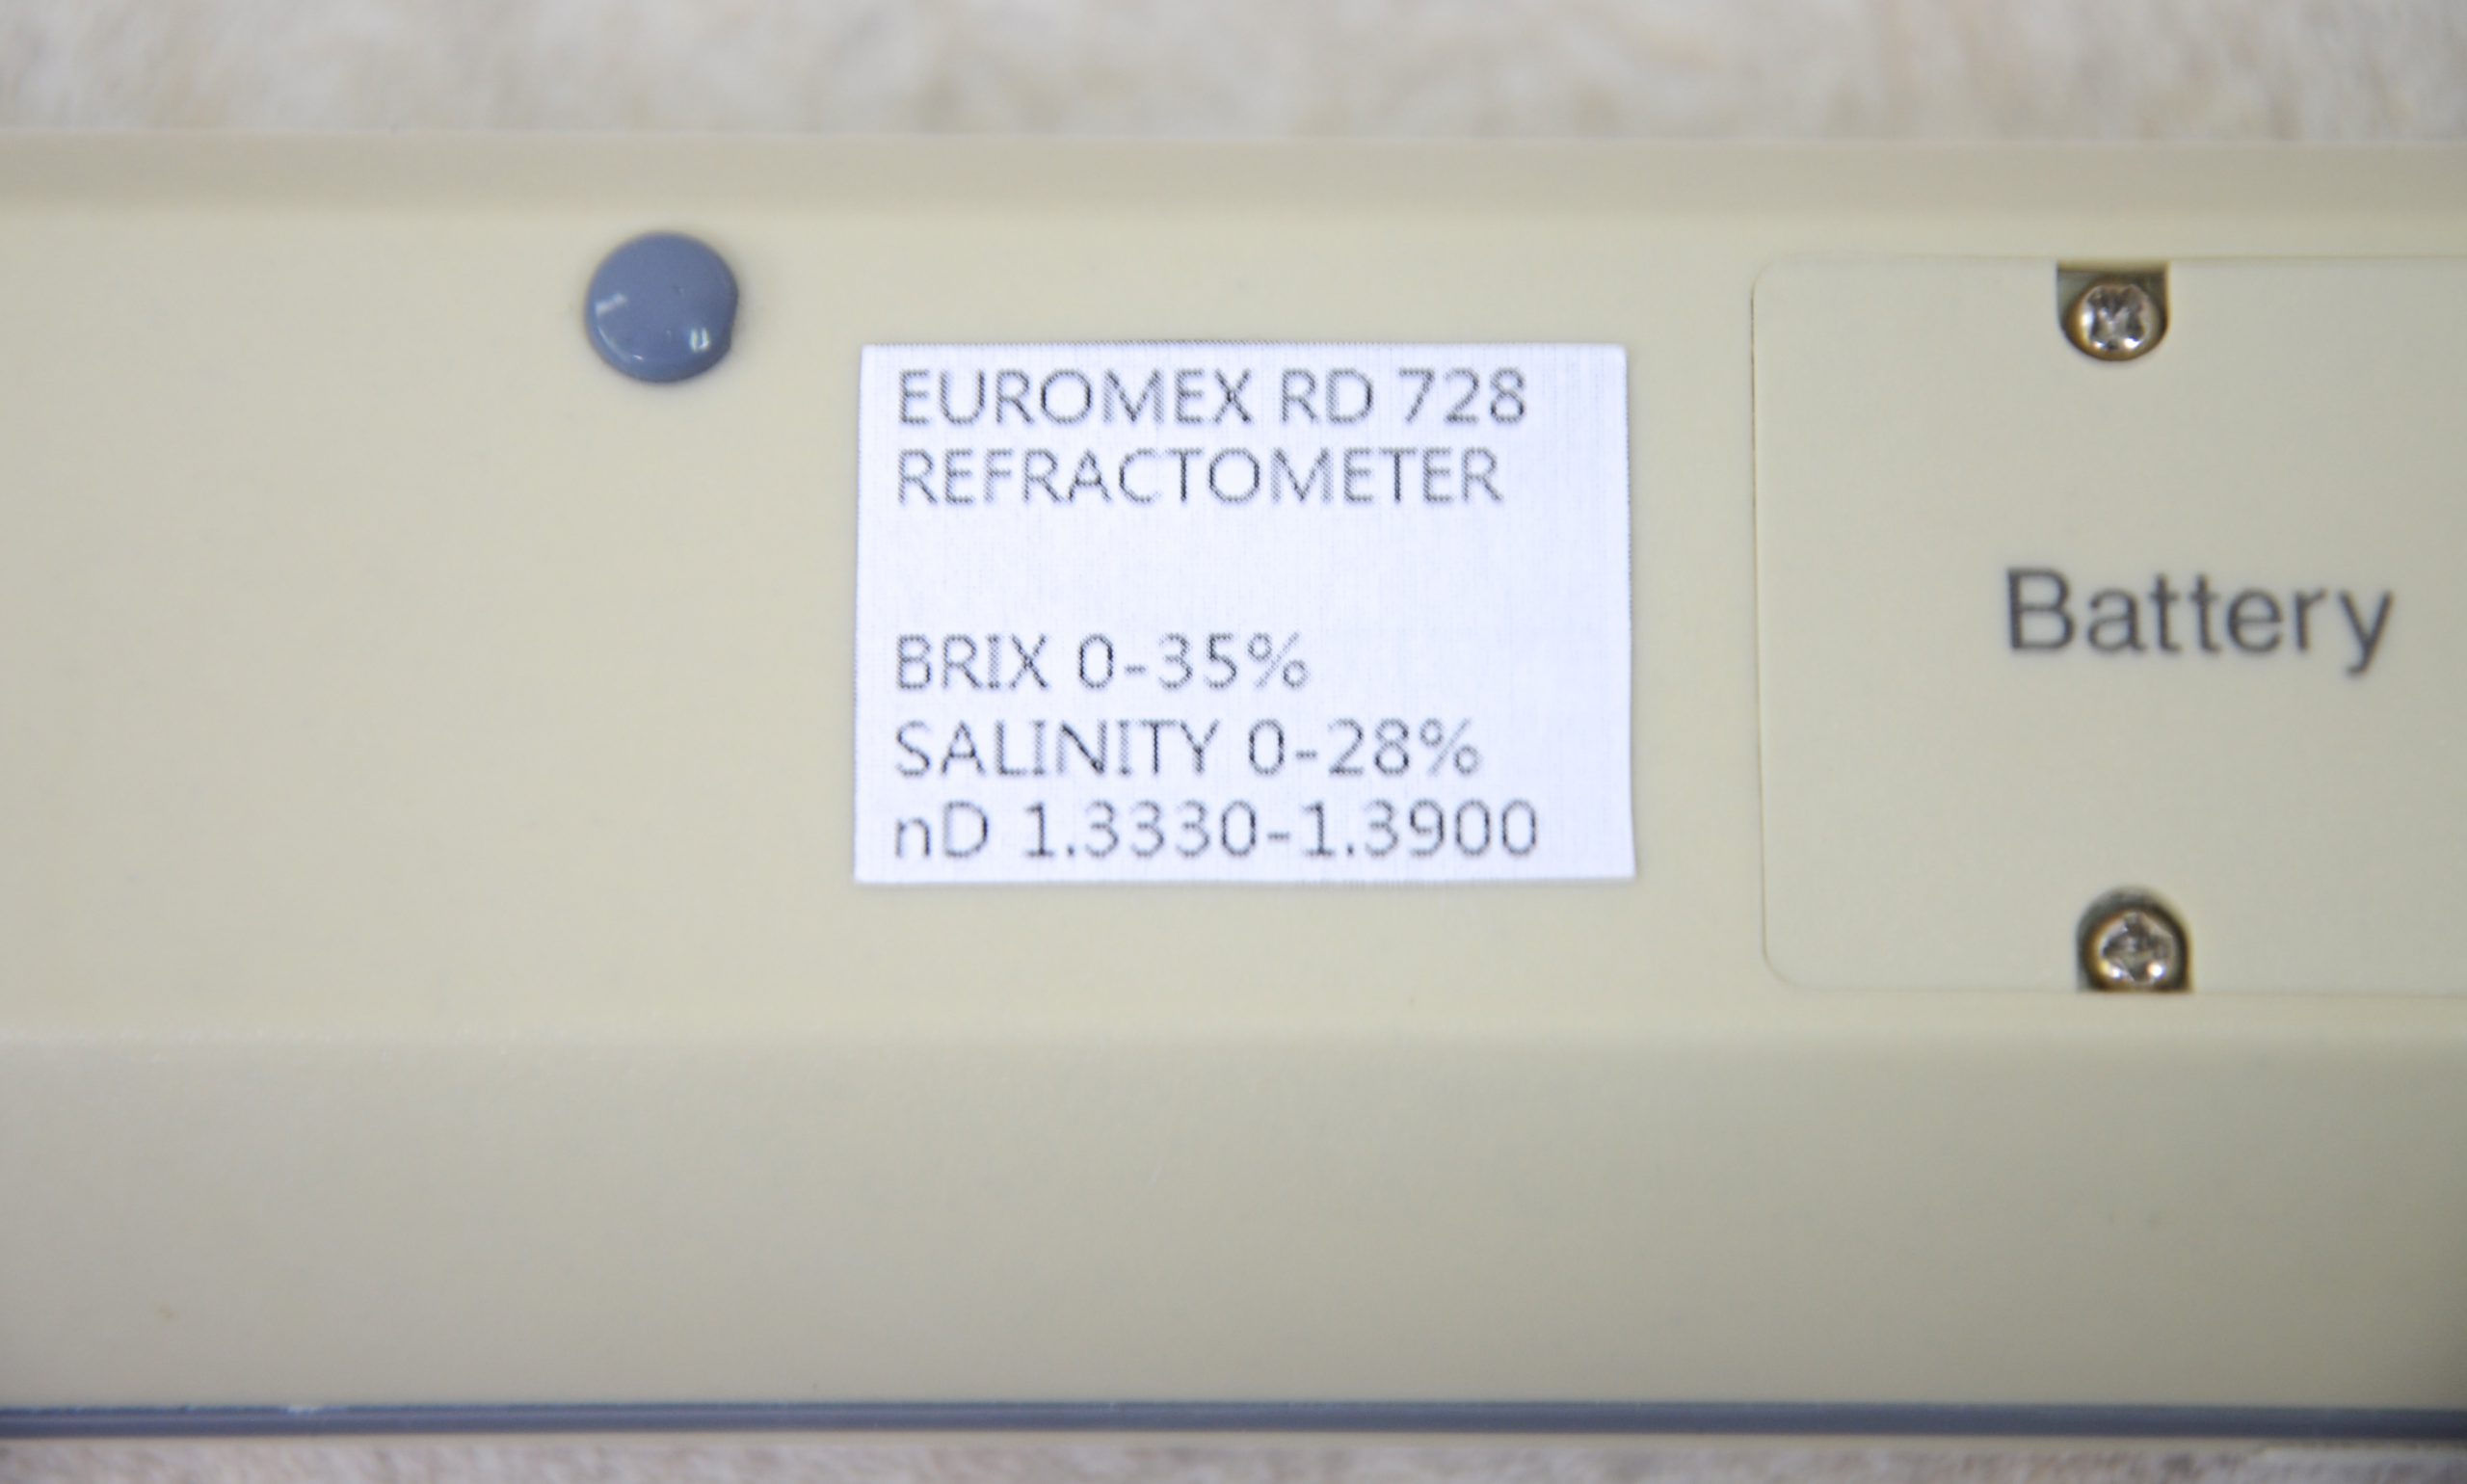 EUROMEX RD 728
REFRACTOMETER
BRIX 0-35%
SALINITY 0-28%
nD 1.3330-1.3900
Battery